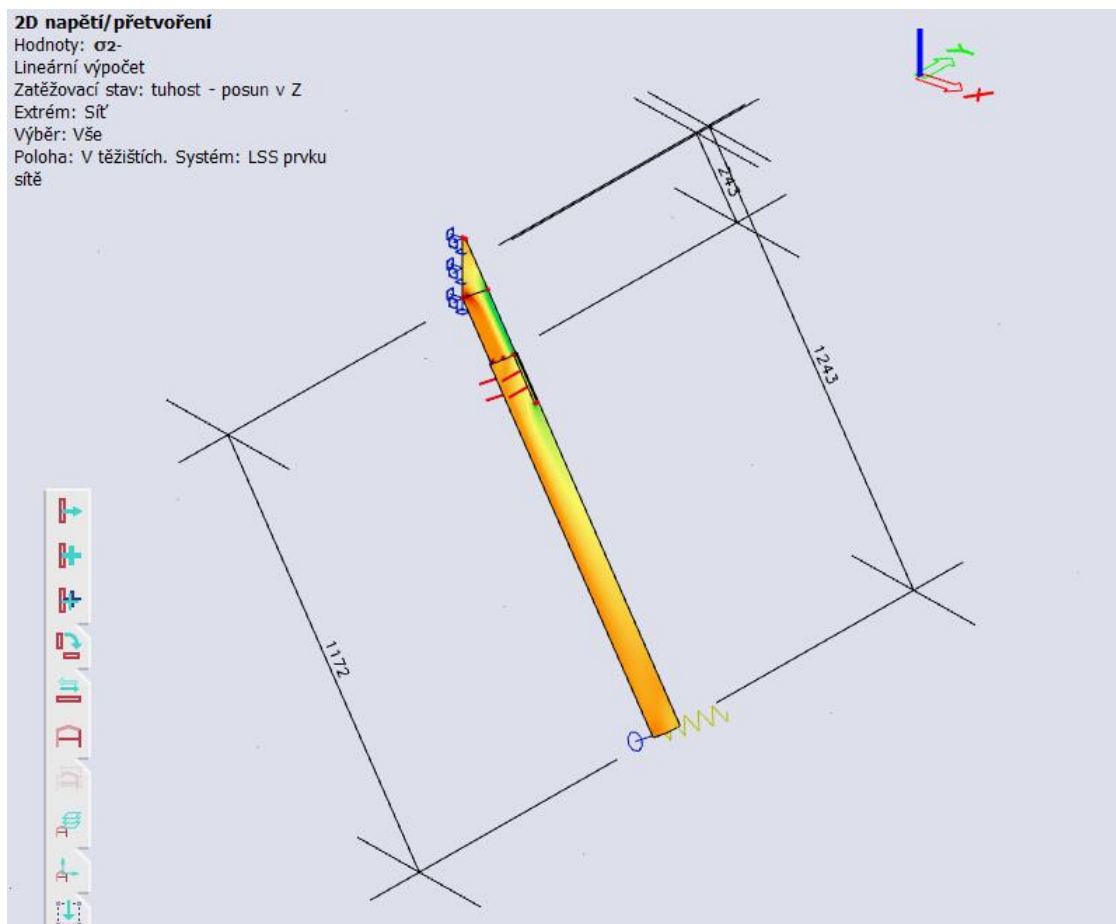 2D napětí/přetvoření
Hodnoty: σ2-
Lineární výpočet
Zatěžovací stav: tuhost - posun v Z
Extrém: Síť
Výběr: Vše
Poloha: V těžištích. Systém: LSS prvku
sítě
Y
X
243
1243
1172